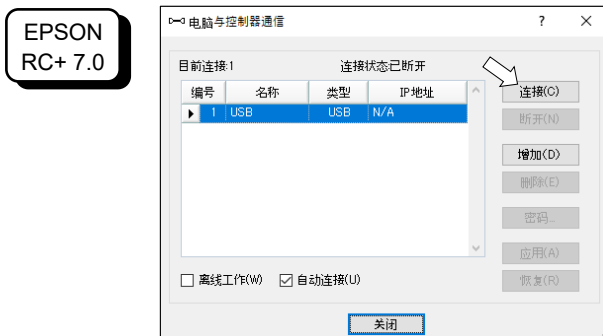 EPSON
RC+ 7.0
电脑与控制器通信
目前连接:1 连接状态:已断开
编号 名称 类型 IP地址
1 USB USB N/A
连接(C)
断开(N)
增加(D)
删除(E)
密码...
应用(A)
恢复(R)
离线工作(W) 自动连接(U)
关闭